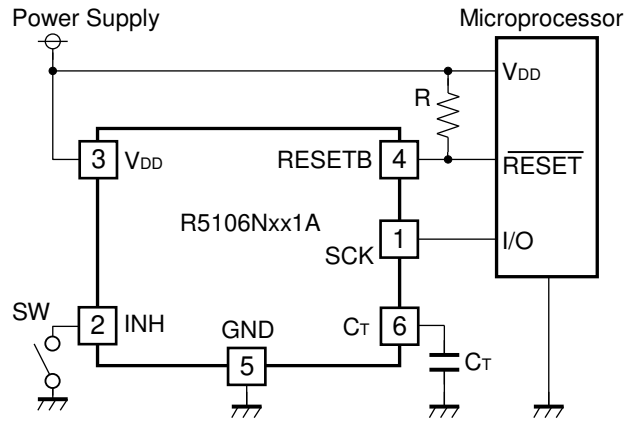 Power Supply
Microprocessor
VDD
R
3
VDD
RESETB
4
RESET
R5106Nxx1A
1
SCK
I/O
SW
2
INH
GND
5
CT
6
CT